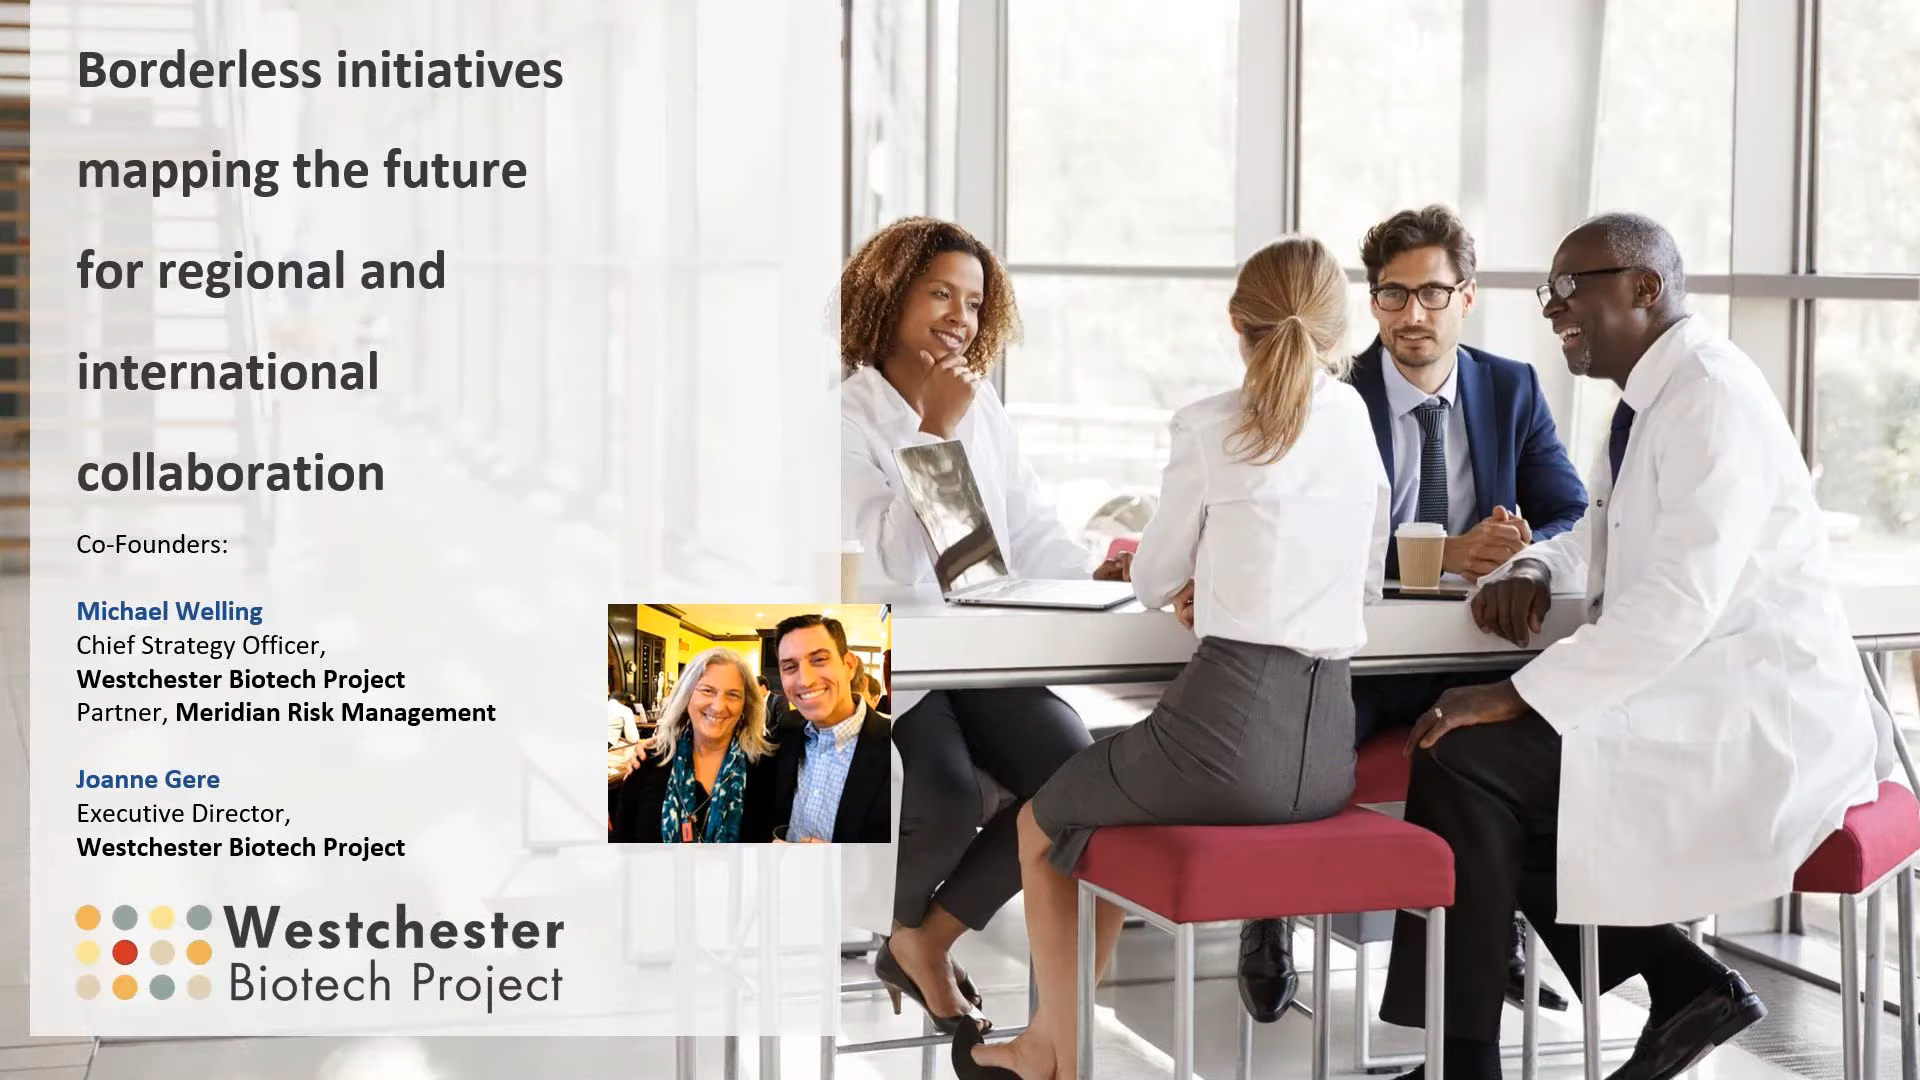 Borderless initiatives
mapping the future
for regional and
international
collaboration
Co-Founders:
Michael Welling
Chief Strategy Officer,
Westchester Biotech Project
Partner, Meridian Risk Management
Joanne Gere
Executive Director,
Westchester Biotech Project
Westchester
Biotech Project